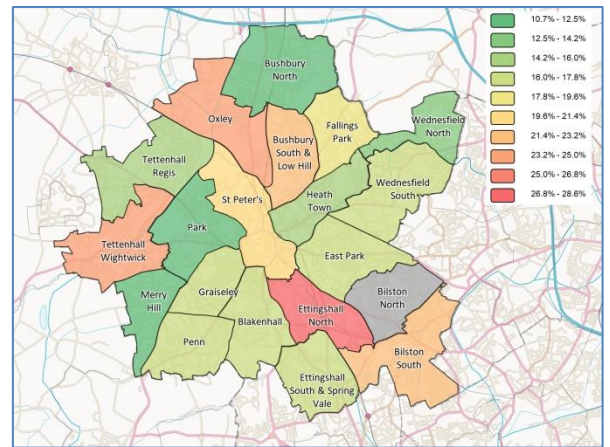 10.7% - 12.5%
12.5% - 14.2%
14.2% - 16.0%
16.0% - 17.8%
17.8% - 19.6%
19.6% - 21.4%
21.4% - 23.2%
23.2% - 25.0%
25.0% - 26.8%
26.8% - 28.6%
Bushbury
North
Oxley
Bushbury
South &
Low Hill
Fallings
Park
Wednesfield
North
Tettenhall
Regis
St Peter's
Heath
Town
Wednesfield
South
Tettenhall
Wightwick
Park
East Park
Merry
Hill
Graiseley
Blakenhall
Ettingshall
North
Bilston
North
Penn
Bilston
South
Ettingshall
South & Spring
Vale